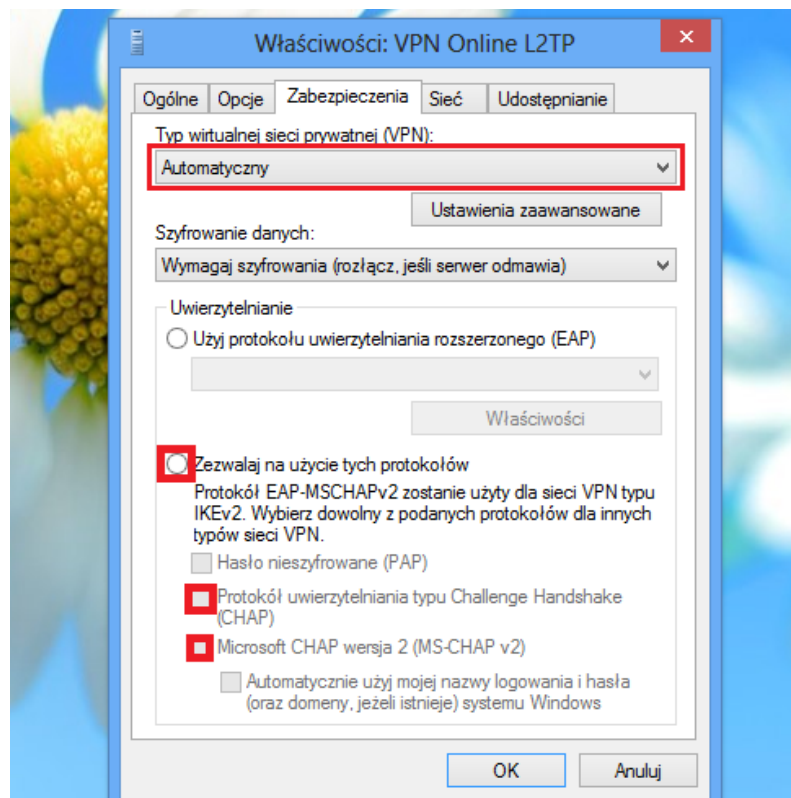 Właściwości: VPN Online L2TP
Ogólne Opcje Zabezpieczenia Sieć Udostępnianie
Typ wirtualnej sieci prywatnej (VPN):
Automatyczny
Ustawienia zaawansowane
Szyfrowanie danych:
Wymagaj szyfrowania (rozłącz, jeśli serwer odmawia)
Uwierzytelnianie
Użyj protokołu uwierzytelniania rozszerzonego (EAP)
Właściwości
Zezwalaj na użycie tych protokołów
Protokół EAP-MSCHAPv2 zostanie użyty dla sieci VPN typu
IKEv2. Wybierz dowolny z podanych protokołów dla innych
typów sieci VPN.
Hasło nieszyfrowane (PAP)
Protokół uwierzytelniania typu Challenge Handshake
(CHAP)
Microsoft CHAP wersja 2 (MS-CHAP v2)
Automatycznie użyj mojej nazwy logowania i hasła
(oraz domeny, jeżeli istnieje) systemu Windows
OK Anuluj